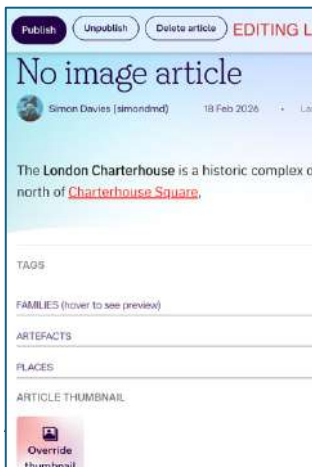 Publish Unpublish Delete article EDITING L
No image article
Simon Davies (simondmd) 18 Feb 2026 · La
The London Charterhouse is a historic complex o
north of Charterhouse Square,
TAGS
FAMILIES (hover to see preview)
ARTEFACTS
PLACES
ARTICLE THUMBNAIL
Override
thumbnail